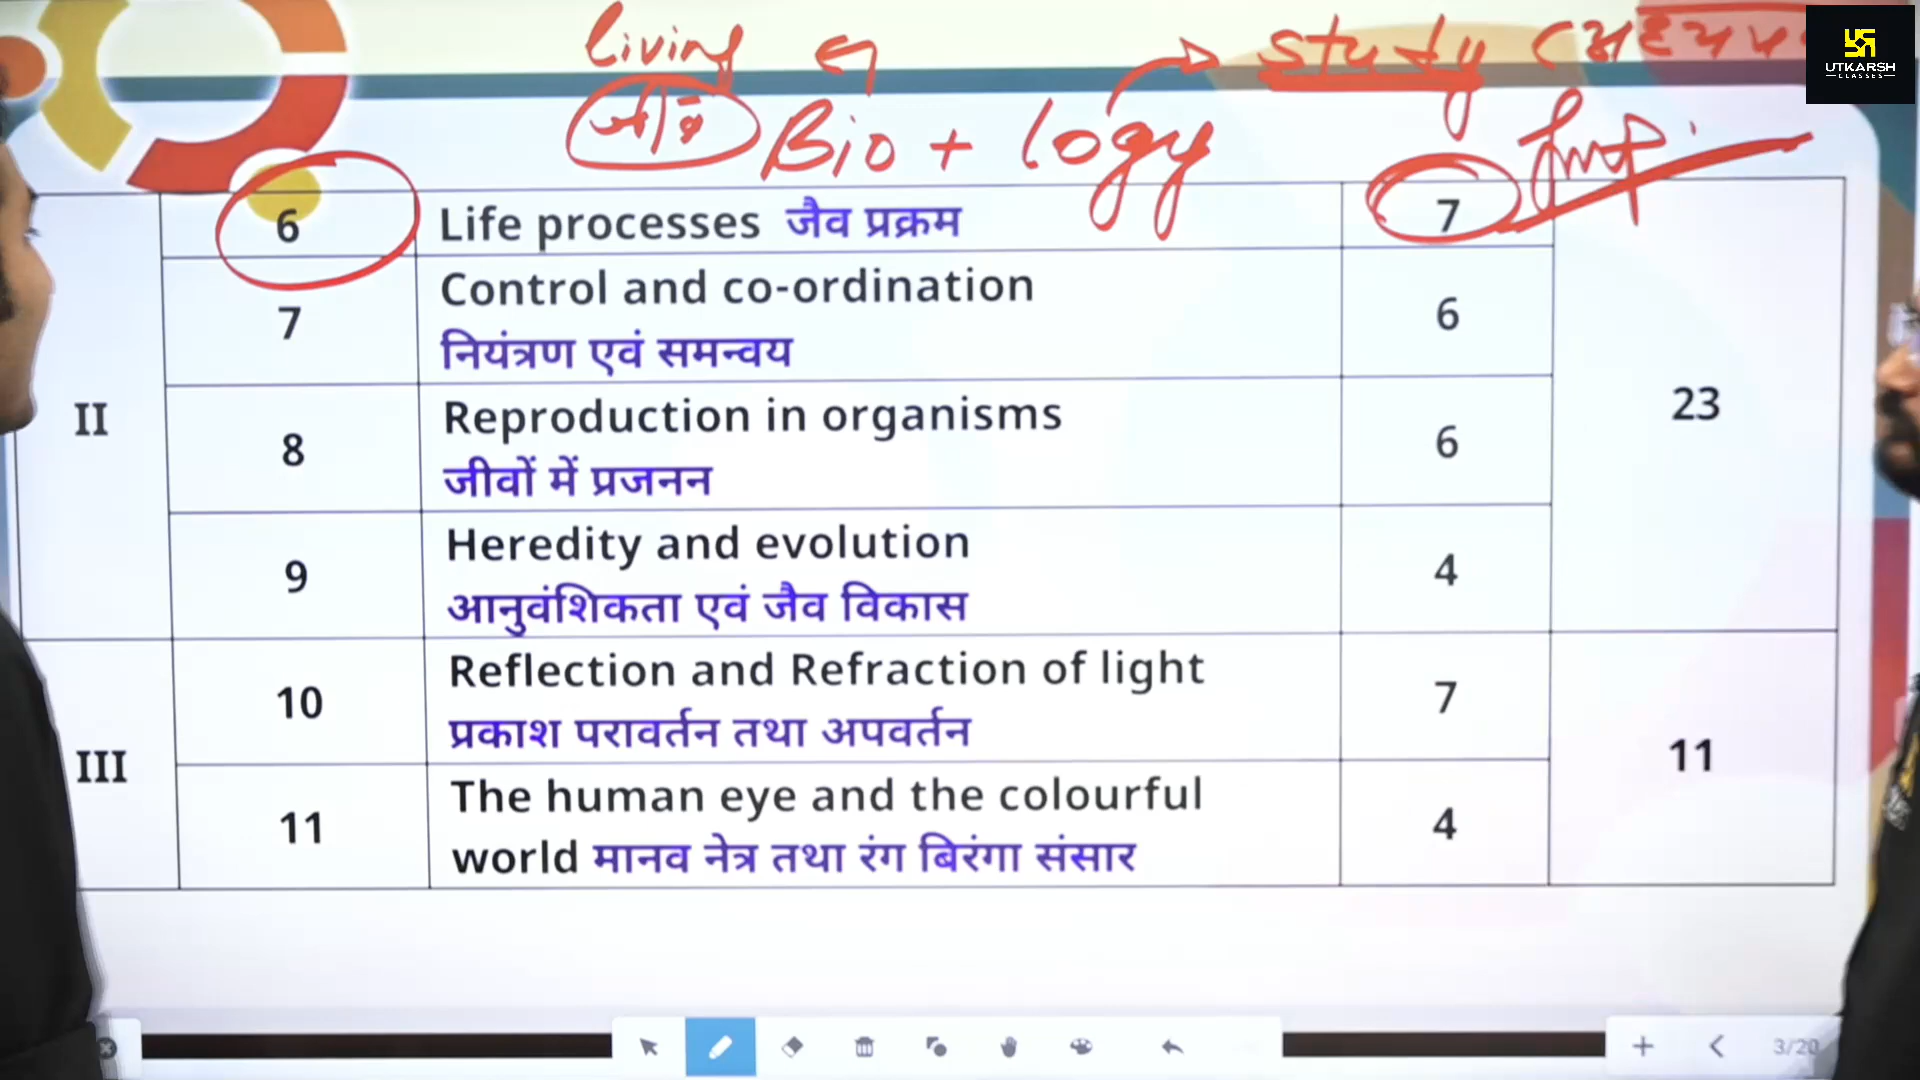 living
study
UTKARSH
CLASSES
जीव Bio + logy
Imp.
6 Life processes जैव प्रक्रम 7
7 Control and co-ordination 6
नियंत्रण एवं समन्वय
II 23
8 Reproduction in organisms 6
जीवों में प्रजनन
9 Heredity and evolution 4
आनुवंशिकता एवं जैव विकास
10 Reflection and Refraction of light 7
प्रकाश परावर्तन तथा अपवर्तन
III 11
11 The human eye and the colourful 4
world मानव नेत्र तथा रंग बिरंगा संसार
3/20